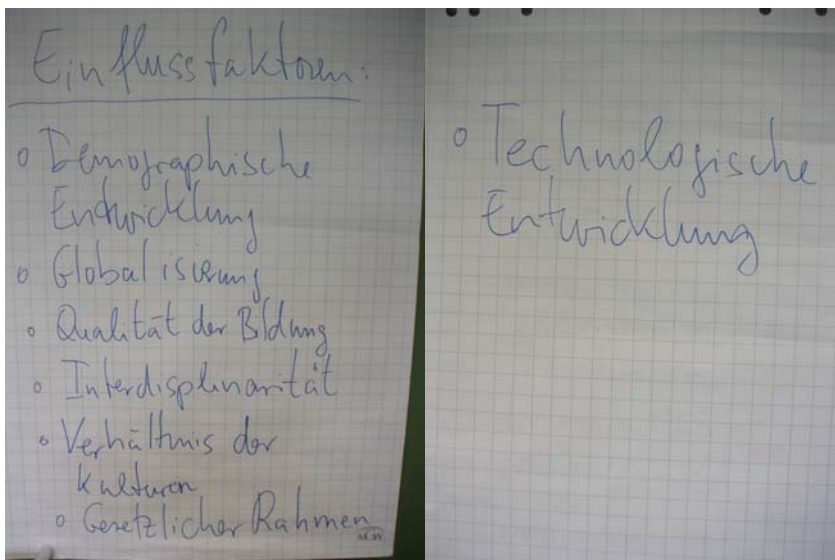 Einflussfaktoren:
o Demographische
Entwicklung
o Globalisierung
o Qualität der Bildung
o Interdisplinarität
o Verhältnis der
Kulturen
o Gesetzlicher Rahmen
o Technologische
Entwicklung